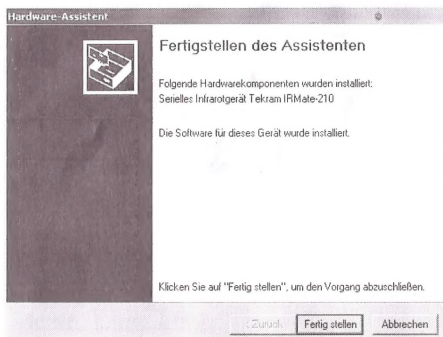 Hardware-Assistent
Fertigstellen des Assistenten
Folgende Hardwarekomponenten wurden installiert:
Serielles Infrarotgerät Tekram IRMate-210
Die Software für dieses Gerät wurde installiert.
Klicken Sie auf "Fertig stellen", um den Vorgang abzuschließen.
< Zurück
Fertig stellen
Abbrechen